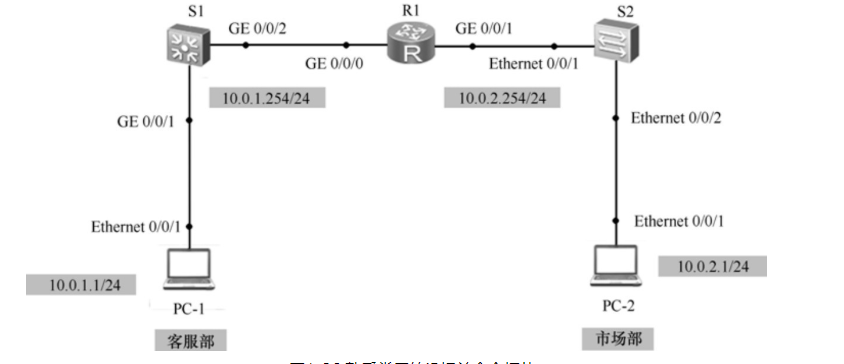 S1
R1
S2
GE 0/0/2
GE 0/0/1
GE 0/0/0
Ethernet 0/0/1
10.0.1.254/24
10.0.2.254/24
GE 0/0/1
Ethernet 0/0/2
Ethernet 0/0/1
Ethernet 0/0/1
R
10.0.1.1/24
10.0.2.1/24
PC-1
PC-2
客服部
市场部